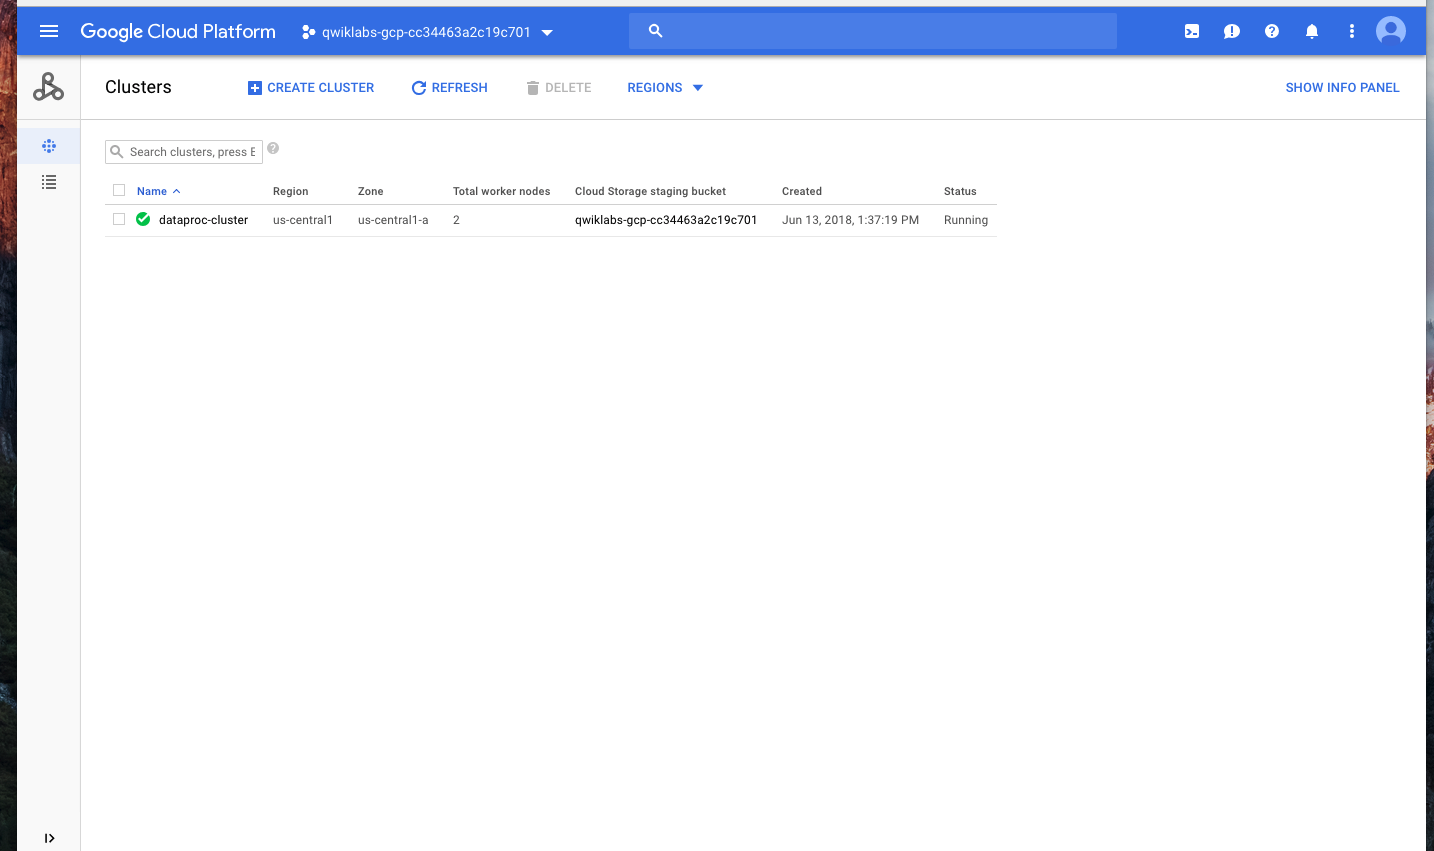 Google Cloud Platform qwiklabs-gcp-cc34463a2c19c701
Clusters CREATE CLUSTER REFRESH DELETE REGIONS SHOW INFO PANEL
Search clusters, press E
Name Region Zone Total worker nodes Cloud Storage staging bucket Created Status
dataproc-cluster us-central1 us-central1-a 2 qwiklabs-gcp-cc34463a2c19c701 Jun 13, 2018, 1:37:19 PM Running